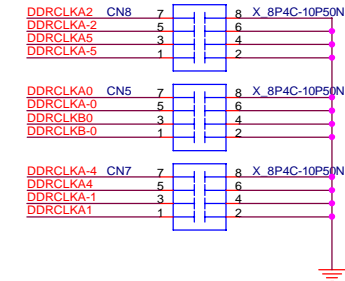 DDRCLKA2 CN8 7 8 X_8P4C-10P50N
DDRCLKA-2 5 6
DDRCLKA5 3 4
DDRCLKA-5 1 2
DDRCLKA0 CN5 7 8 X_8P4C-10P50N
DDRCLKA-0 5 6
DDRCLKB0 3 4
DDRCLKB-0 1 2
DDRCLKA-4 CN7 7 8 X_8P4C-10P50N
DDRCLKA4 5 6
DDRCLKA-1 3 4
DDRCLKA1 1 2